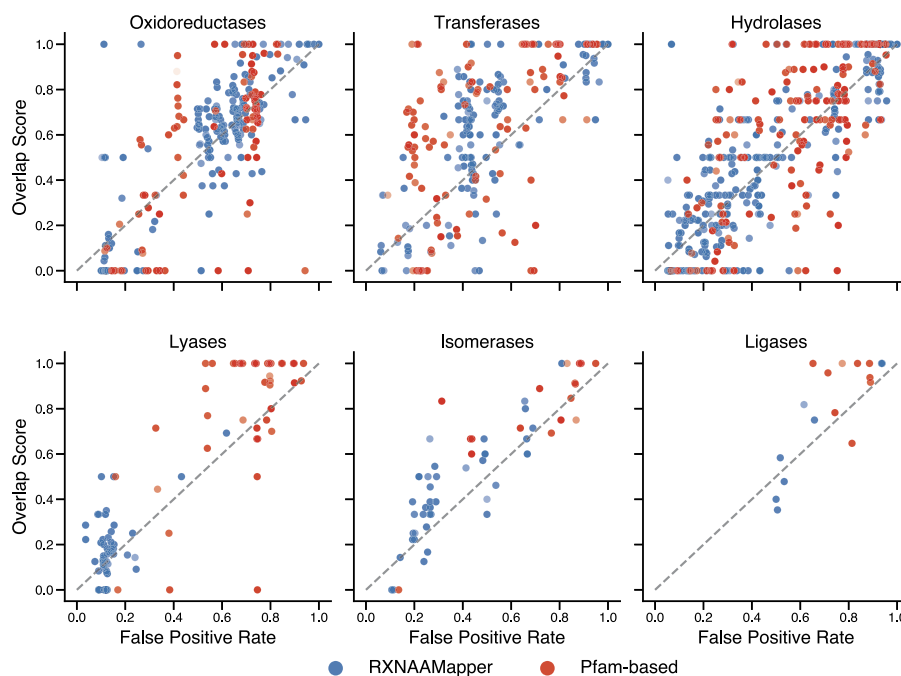 Oxidoreductases Transferases Hydrolases
1.0
0.8
0.6
0.4
0.2
0.0
Overlap Score
Lyases Isomerases Ligases
1.0
0.8
0.6
0.4
0.2
0.0
Overlap Score
0.0 0.2 0.4 0.6 0.8 1.0 0.0 0.2 0.4 0.6 0.8 1.0 0.0 0.2 0.4 0.6 0.8 1.0
False Positive Rate False Positive Rate False Positive Rate
RXNAAMapper Pfam-based